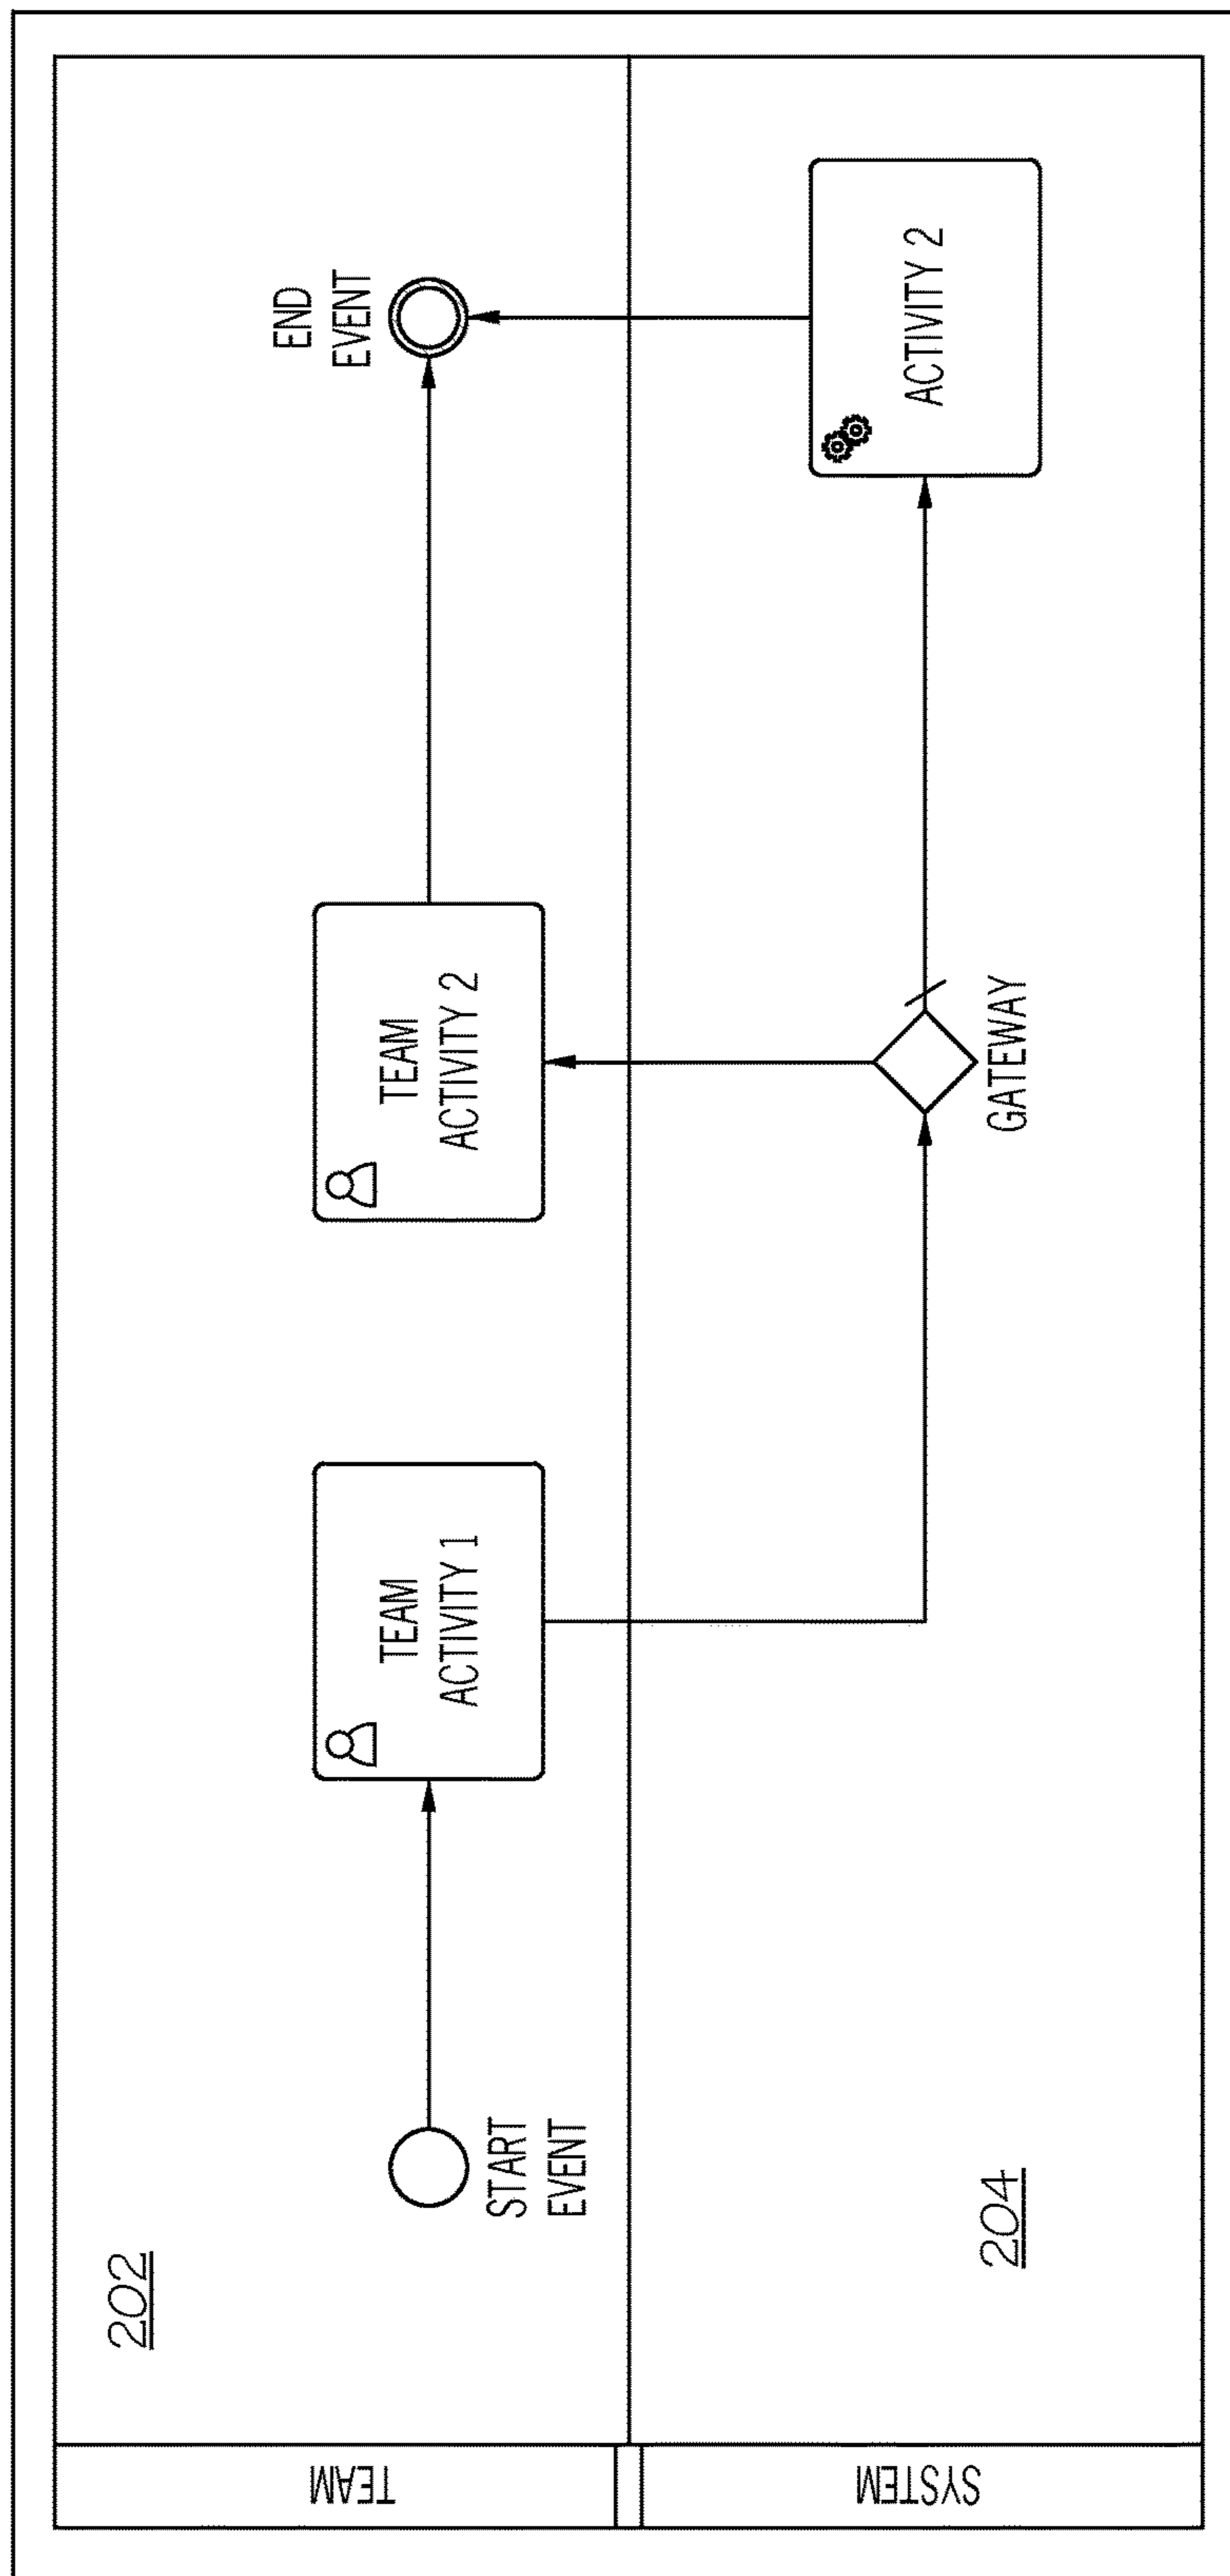 202
TEAM
START
EVENT
TEAM
ACTIVITY 1
TEAM
ACTIVITY 2
END
EVENT
SYSTEM
204
GATEWAY
ACTIVITY 2